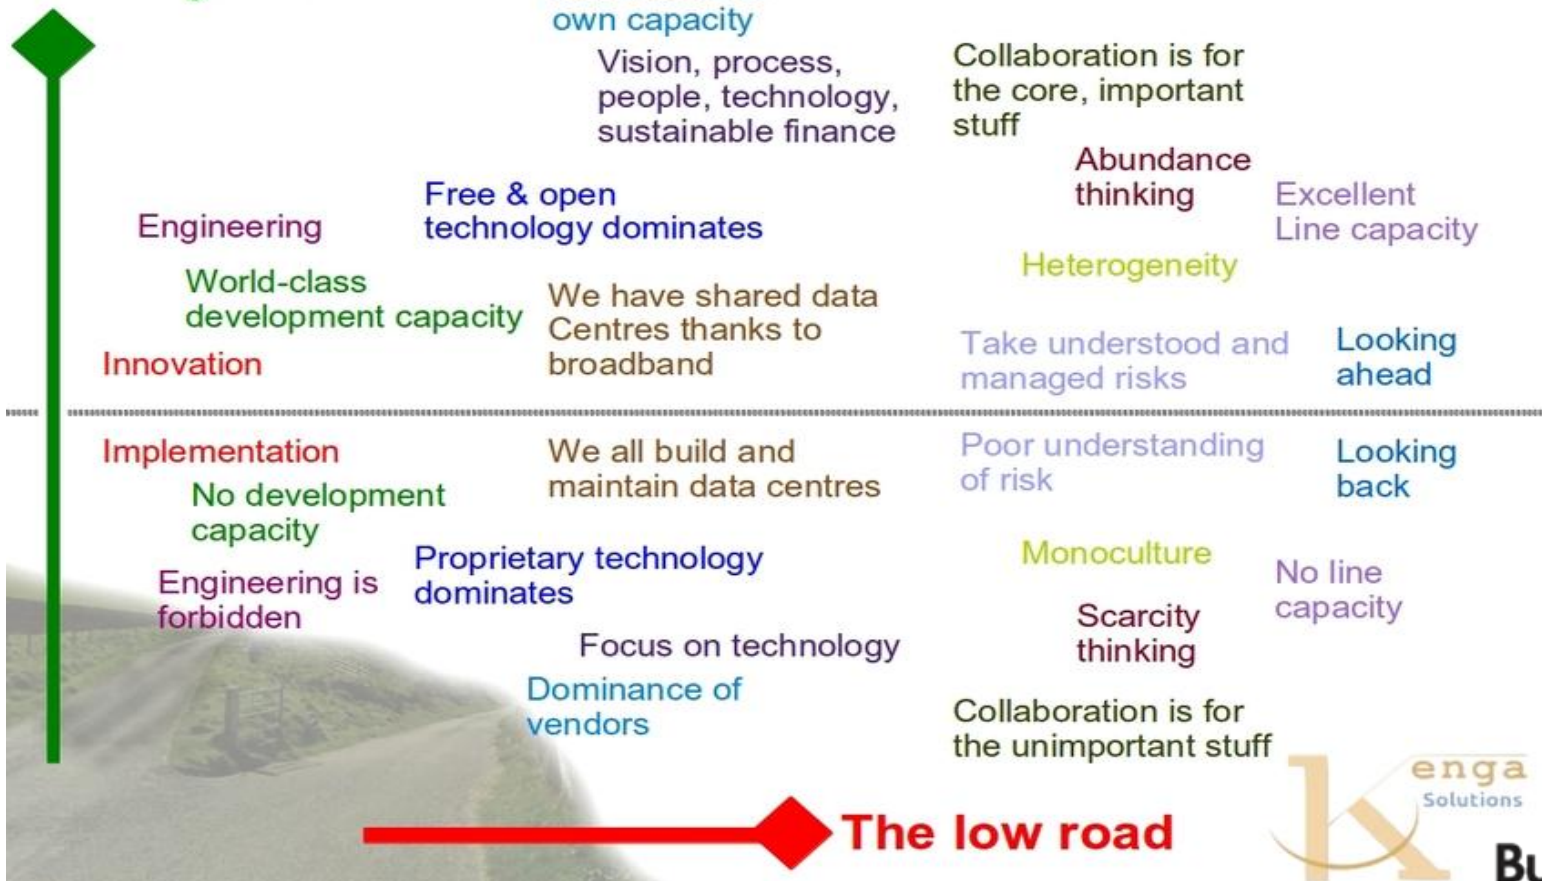 own capacity
Vision, process,
people, technology,
sustainable finance
Collaboration is for
the core, important
stuff
Abundance
thinking
Excellent
Line capacity
Free & open
technology dominates
Engineering
Heterogeneity
World-class
development capacity
We have shared data
Centres thanks to
broadband
Innovation
Take understood and
managed risks
Looking
ahead
Implementation
We all build and
maintain data centres
Poor understanding
of risk
Looking
back
No development
capacity
Proprietary technology
dominates
Monoculture
Engineering is
forbidden
No line
capacity
Scarcity
thinking
Focus on technology
Dominance of
vendors
Collaboration is for
the unimportant stuff
Kenga
Solutions
The low road